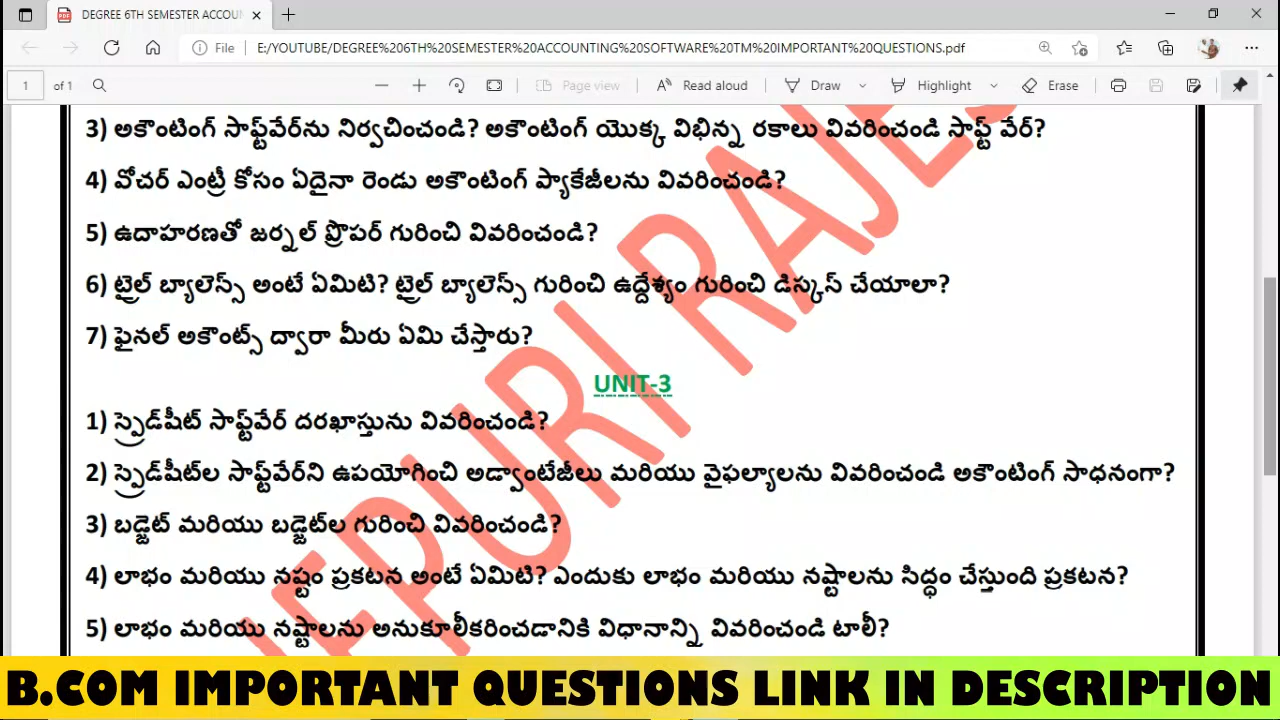 DEGREE 6TH SEMESTER ACCOU
File E:/YOUTUBE/DEGREE%206TH%20SEMESTER%20ACCOUNTING%20SOFTWARE%20TM%20IMPORTANT%20QUESTIONS.pdf
1 of 1 Page view Read aloud Draw Highlight Erase
3) అకౌంటింగ్ సాఫ్ట్‌వేర్‌ను నిర్వచించండి? అకౌంటింగ్ యొక్క విభిన్న రకాలు వివరించండి సాఫ్ట్ వేర్?
4) వోచర్ ఎంట్రీ కోసం ఏదైనా రెండు అకౌంటింగ్ ప్యాకేజీలను వివరించండి?
5) ఉదాహరణతో జర్నల్ ప్రొపర్ గురించి వివరించండి?
6) ట్రైల్ బ్యాలెన్స్ అంటే ఏమిటి? ట్రైల్ బ్యాలెన్స్ గురించి ఉద్దేశ్యం గురించి డిస్కస్ చేయాలా?
7) ఫైనల్ అకౌంట్స్ ద్వారా మీరు ఏమి చేస్తారు?
UNIT-3
1) స్ప్రెడ్‌షీట్ సాఫ్ట్‌వేర్ దరఖాస్తును వివరించండి?
2) స్ప్రెడ్‌షీట్‌ల సాఫ్ట్‌వేర్‌ని ఉపయోగించి అడ్వాంటేజీలు మరియు వైఫల్యాలను వివరించండి అకౌంటింగ్ సాధనంగా?
3) బడ్జెట్ మరియు బడ్జెట్‌ల గురించి వివరించండి?
4) లాభం మరియు నష్టం ప్రకటన అంటే ఏమిటి? ఎందుకు లాభం మరియు నష్టాలను సిద్ధం చేస్తుంది ప్రకటన?
5) లాభం మరియు నష్టాలను అనుకూలీకరించడానికి విధానాన్ని వివరించండి టాలీ?
B.COM IMPORTANT QUESTIONS LINK IN DESCRIPTION